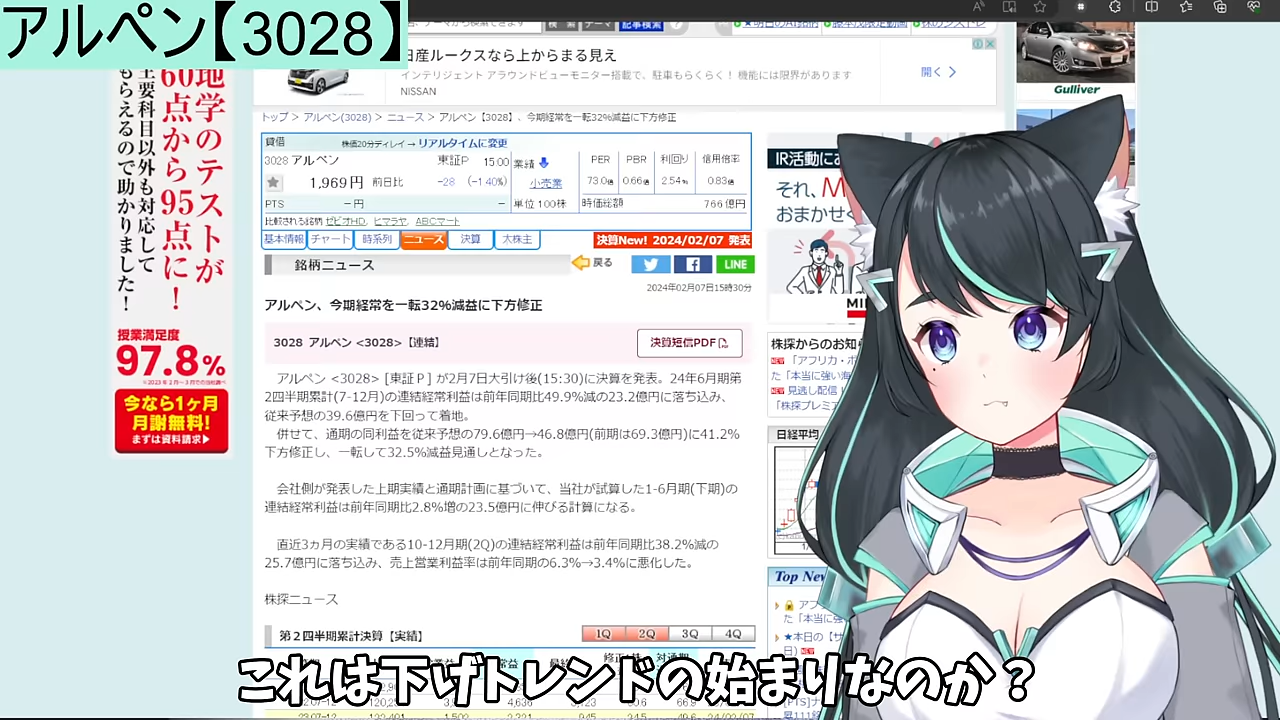 アルペン【3028】
記事検索
日産ルークスなら上からまる見え
インテリジェント アラウンドビューモニター搭載で、駐車もらくらく！ 機能には限界があります
NISSAN
開く
Gulliver
地学のテストが
60点から95点に！
主要科目以外も対応して
もらえるので助かりました！
授業満足度
97.8%
今なら1ヶ月
月謝無料!
まずは資料請求▶
トップ > アルペン(3028) > ニュース > アルペン【3028】、今期経常を一転32%減益に下方修正
貸借
株価20分ディレイ → リアルタイムに変更
3028 アルペン 東証P 15:00
1,969円 前日比 -28 (-1.40%)
PTS －円 －
業績
小売業
単位 100株
PER PBR 利回り 信用倍率
73.0倍 0.66倍 2.54% 0.83倍
時価総額 766億円
比較される銘柄 ゼビオHD, ヒマラヤ, ABCマート
基本情報 チャート 時系列 ニュース 決算 大株主
決算New! 2024/02/07 発表
銘柄ニュース
戻る
LINE
2024年02月07日15時30分
アルペン、今期経常を一転32%減益に下方修正
3028 アルペン <3028>【連結】
決算短信PDF
アルペン <3028> [東証Ｐ] が2月7日大引け後(15:30)に決算を発表。24年6月期第
2四半期累計(7-12月)の連結経常利益は前年同期比49.9%減の23.2億円に落ち込み、
従来予想の39.6億円を下回って着地。
併せて、通期の同利益を従来予想の79.6億円→46.8億円(前期は69.3億円)に41.2%
下方修正し、一転して32.5%減益見通しとなった。
会社側が発表した上期実績と通期計画に基づいて、当社が試算した1-6月期(下期)の
連結経常利益は前年同期比2.8%増の23.5億円に伸びる計算になる。
直近3ヵ月の実績である10-12月期(2Q)の連結経常利益は前年同期比38.2%減の
25.7億円に落ち込み、売上営業利益率は前年同期の6.3%→3.4%に悪化した。
株探ニュース
第２四半期累計決算【実績】
1Q 2Q 3Q 4Q
IR活動に
それ、
おまかせ
株探からのお知
日経平均
Top New
これは下げトレンドの始まりなのか？